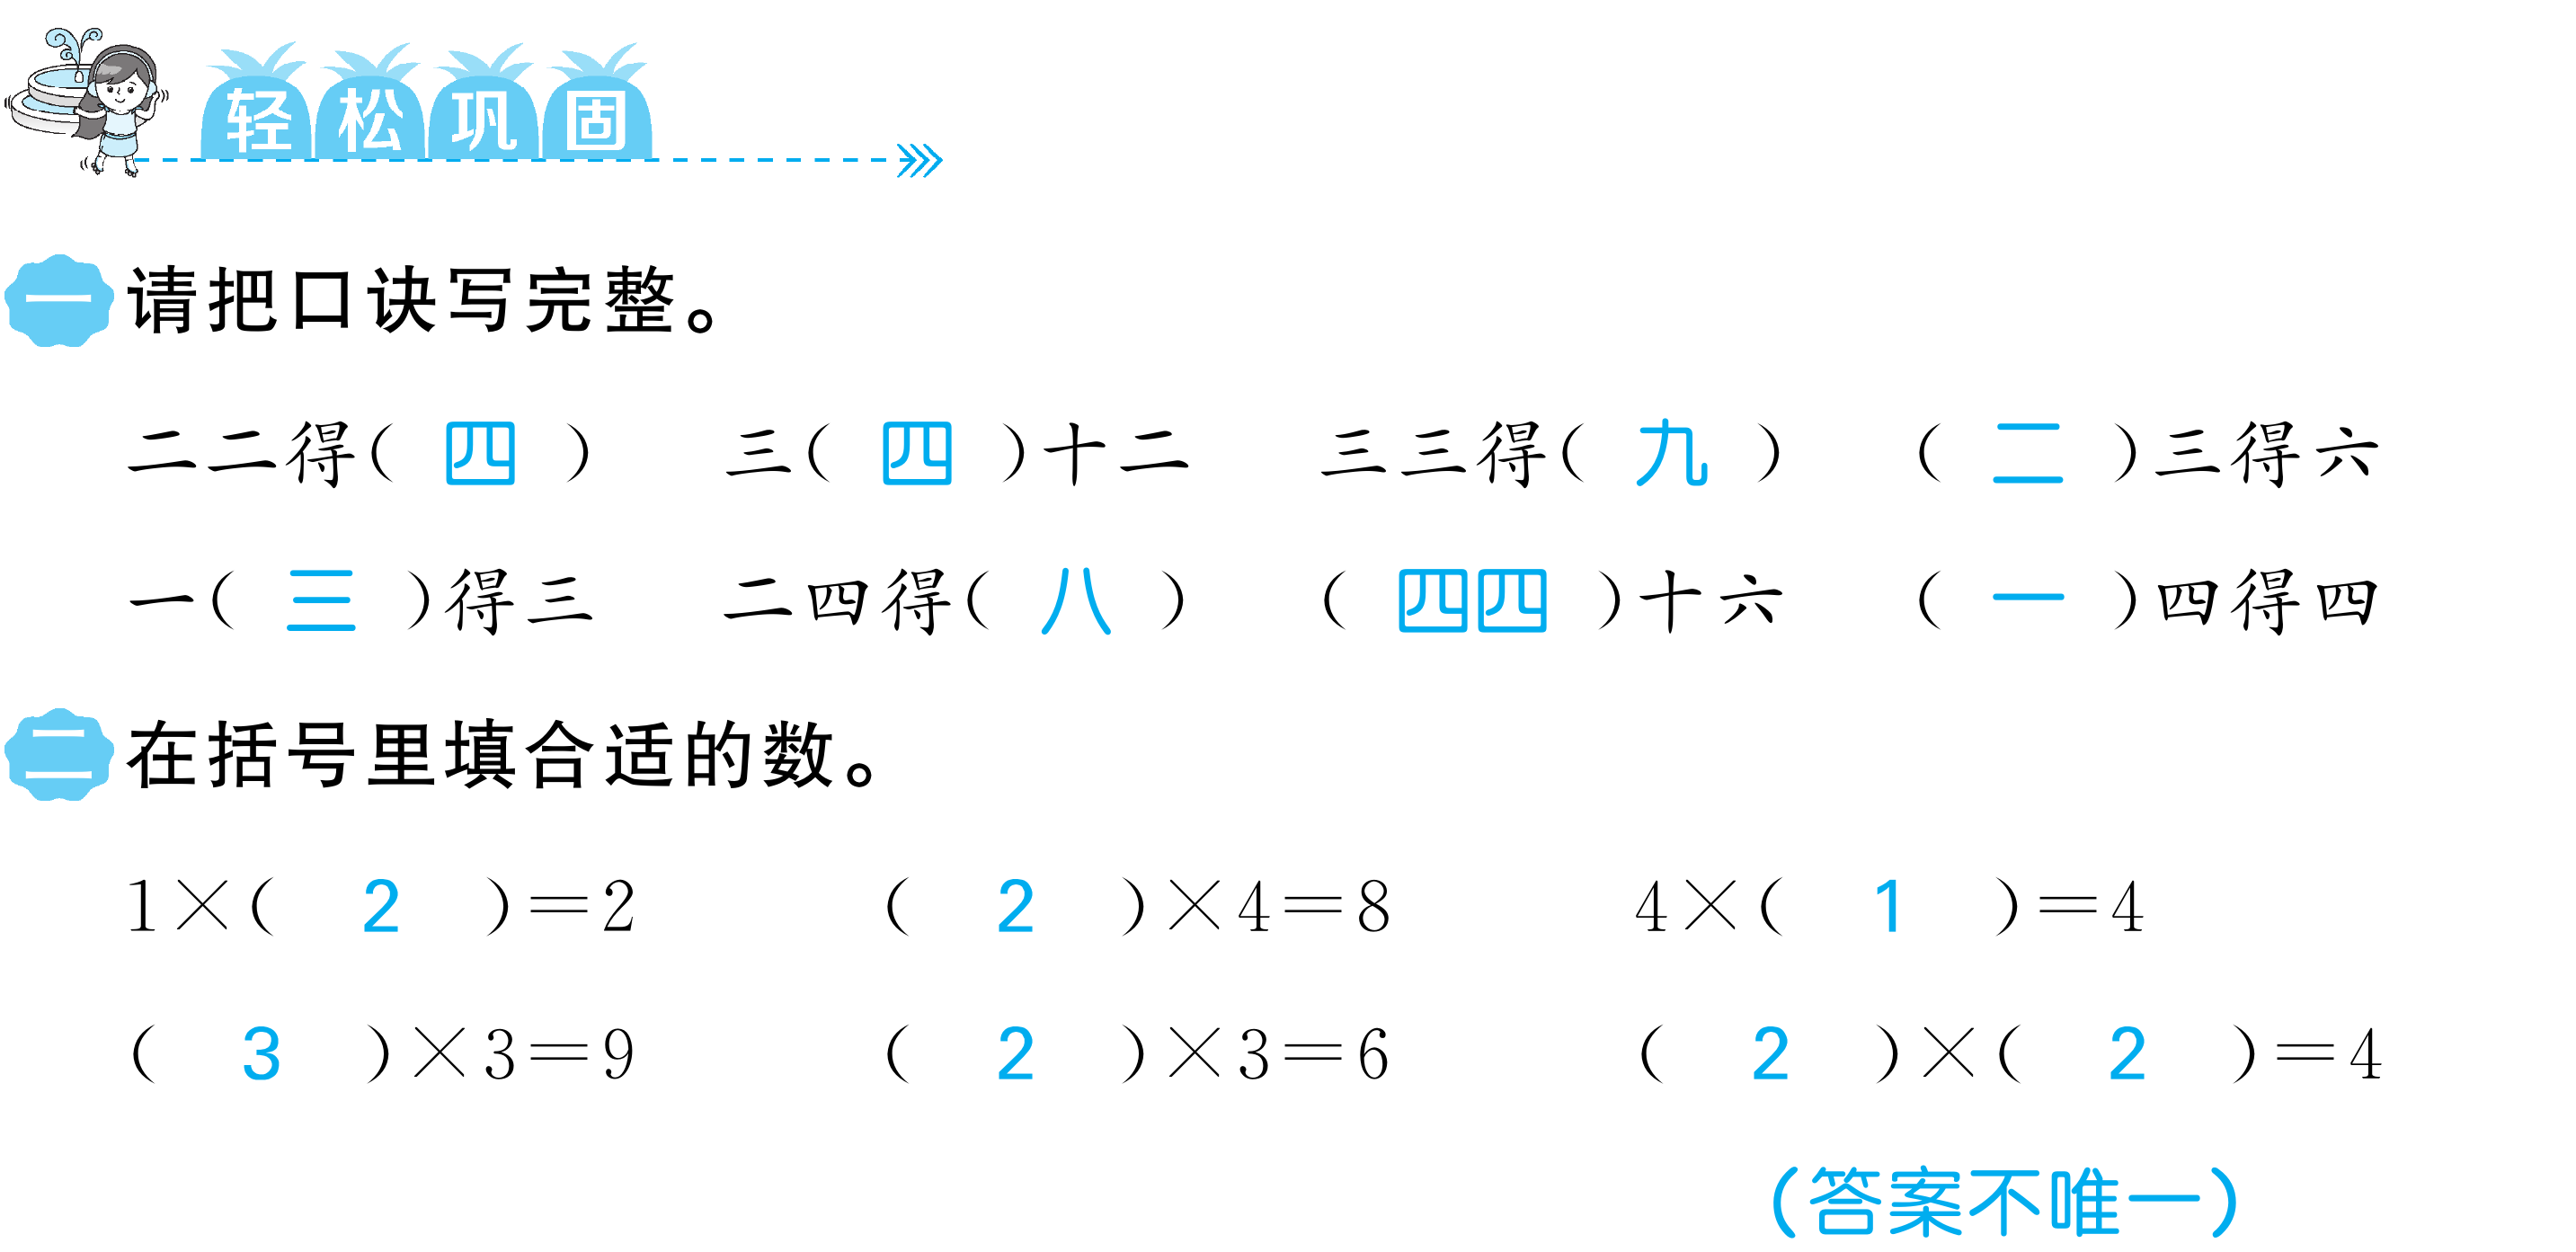 轻松巩固
一 请把口诀写完整。
二二得( 四 ) 三( 四 )十二 三三得( 九 ) ( 二 )三得六
一( 三 )得三 二四得( 八 ) ( 四四 )十六 ( 一 )四得四
二 在括号里填合适的数。
1×( 2 )=2 ( 2 )×4=8 4×( 1 )=4
( 3 )×3=9 ( 2 )×3=6 ( 2 )×( 2 )=4
(答案不唯一)